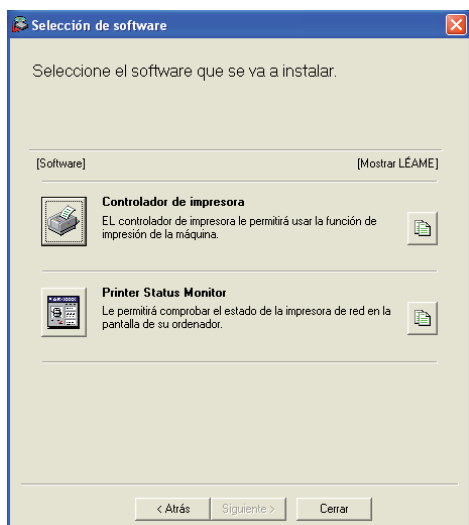 Selección de software
Seleccione el software que se va a instalar.
[Software] [Mostrar LÉAME]
Controlador de impresora
EL controlador de impresora le permitirá usar la función de
impresión de la máquina.
Printer Status Monitor
Le permitirá comprobar el estado de la impresora de red en la
pantalla de su ordenador.
< Atrás Siguiente > Cerrar